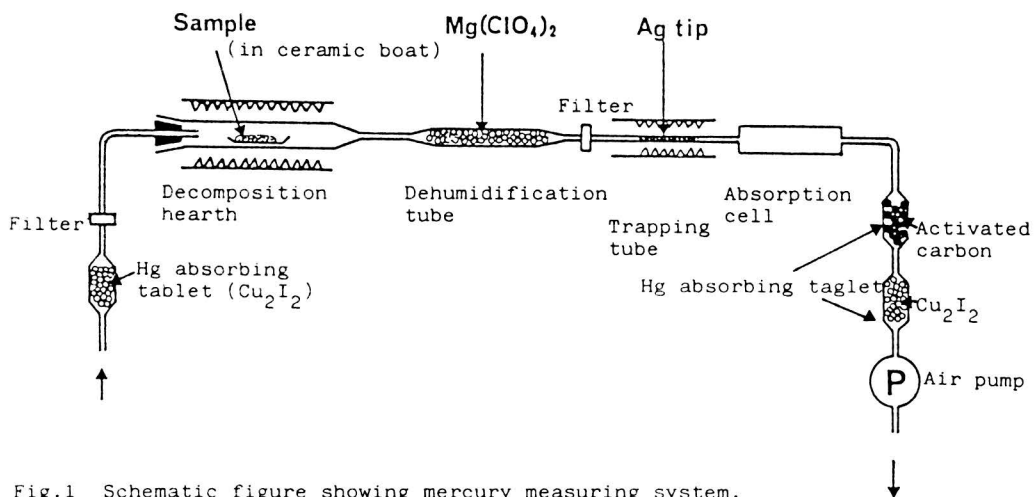 Sample
(in ceramic boat)
Mg(ClO4)2
Ag tip
Filter
Decomposition
hearth
Dehumidification
tube
Absorption
cell
Trapping
tube
Filter
Hg absorbing
tablet (Cu2I2)
Activated
carbon
Hg absorbing taglet
Cu2I2
P
Air pump
Fig.1 Schematic figure showing mercury measuring system.